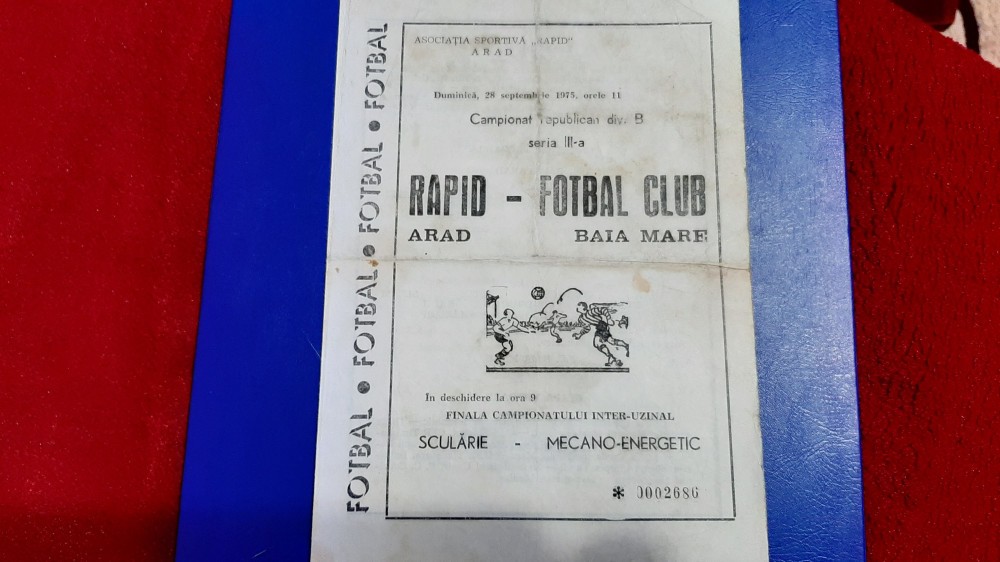 FOTBAL • FOTBAL • FOTBAL • FOTBAL
ASOCIAȚIA SPORTIVĂ „RAPID"
ARAD
Duminică, 28 septembrie 1975, orele 11
Campionat republican div. B
seria III-a
RAPID - FOTBAL CLUB
ARAD BAIA MARE
In deschidere la ora 9
FINALA CAMPIONATULUI INTER-UZINAL
SCULĂRIE - MECANO-ENERGETIC
* 0002686